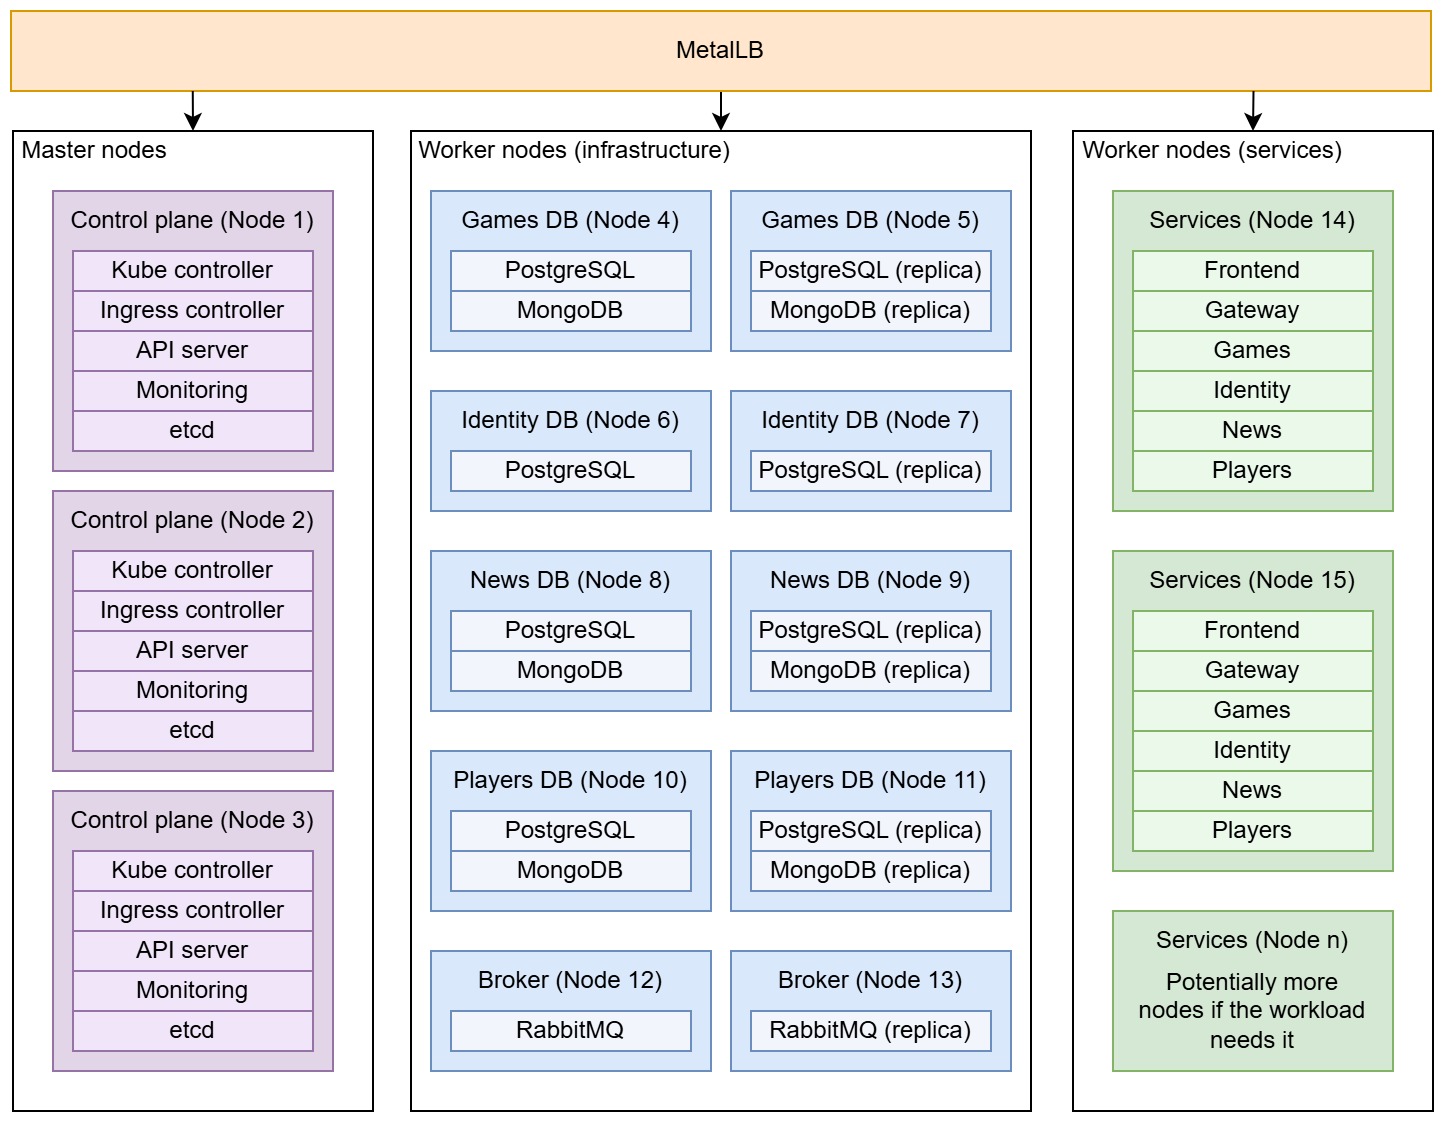 MetalLB
Master nodes
Control plane (Node 1)
Kube controller
Ingress controller
API server
Monitoring
etcd
Control plane (Node 2)
Kube controller
Ingress controller
API server
Monitoring
etcd
Control plane (Node 3)
Kube controller
Ingress controller
API server
Monitoring
etcd
Worker nodes (infrastructure)
Games DB (Node 4)
PostgreSQL
MongoDB
Games DB (Node 5)
PostgreSQL (replica)
MongoDB (replica)
Identity DB (Node 6)
PostgreSQL
Identity DB (Node 7)
PostgreSQL (replica)
News DB (Node 8)
PostgreSQL
MongoDB
News DB (Node 9)
PostgreSQL (replica)
MongoDB (replica)
Players DB (Node 10)
PostgreSQL
MongoDB
Players DB (Node 11)
PostgreSQL (replica)
MongoDB (replica)
Broker (Node 12)
RabbitMQ
Broker (Node 13)
RabbitMQ (replica)
Worker nodes (services)
Services (Node 14)
Frontend
Gateway
Games
Identity
News
Players
Services (Node 15)
Frontend
Gateway
Games
Identity
News
Players
Services (Node n)
Potentially more
nodes if the workload
needs it